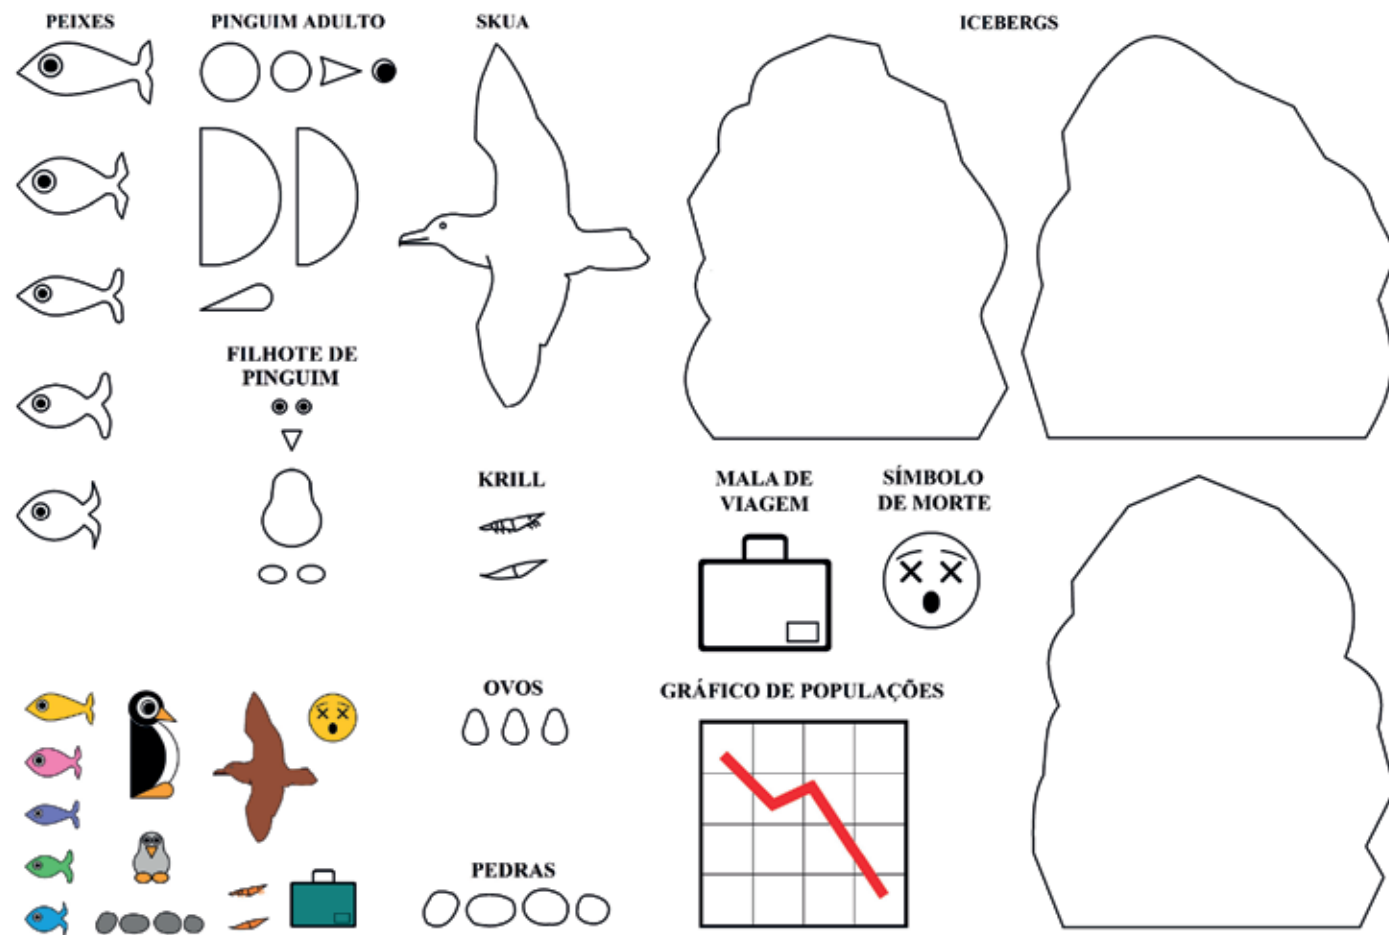 PEIXES
PINGUIM ADULTO
SKUA
ICEBERGS
FILHOTE DE
PINGUIM
KRILL
MALA DE
VIAGEM
SÍMBOLO
DE MORTE
OVOS
GRÁFICO DE POPULAÇÕES
PEDRAS